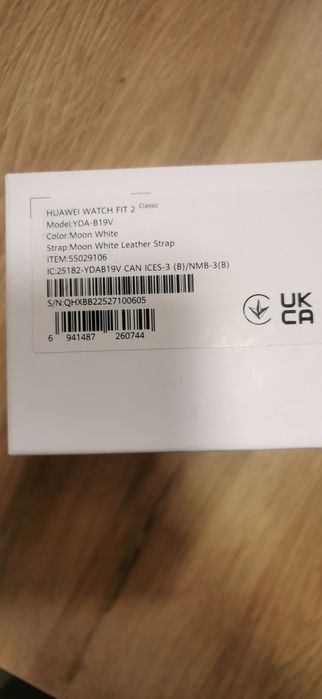 HUAWEI WATCH FIT 2 Classic
Model:YDA-B19V
Color:Moon White
Strap:Moon White Leather Strap
ITEM:55029106
IC:25182-YDAB19V CAN ICES-3 (B)/NMB-3(B)
S/N:QHXBB22527100605
UK
CA
6 941487 260744